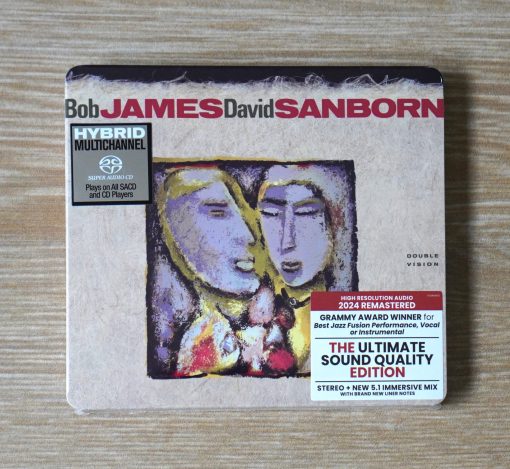 Bob JAMES David SANBORN
HYBRID
MULTICHANNEL
SUPER AUDIO CD
Plays on All SACD
and CD Players
DOUBLE
VISION
HIGH RESOLUTION AUDIO
2024 REMASTERED
GRAMMY AWARD WINNER for
Best Jazz Fusion Performance, Vocal
or Instrumental
THE ULTIMATE
SOUND QUALITY
EDITION
STEREO + NEW 5.1 IMMERSIVE MIX
WITH BRAND NEW LINER NOTES